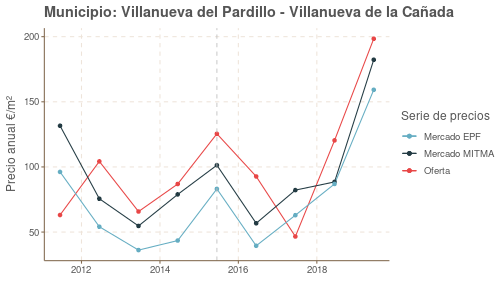 Municipio: Villanueva del Pardillo - Villanueva de la Cañada
Precio anual €/m²
200
150
100
50
2012
2014
2016
2018
Serie de precios
Mercado EPF
Mercado MITMA
Oferta